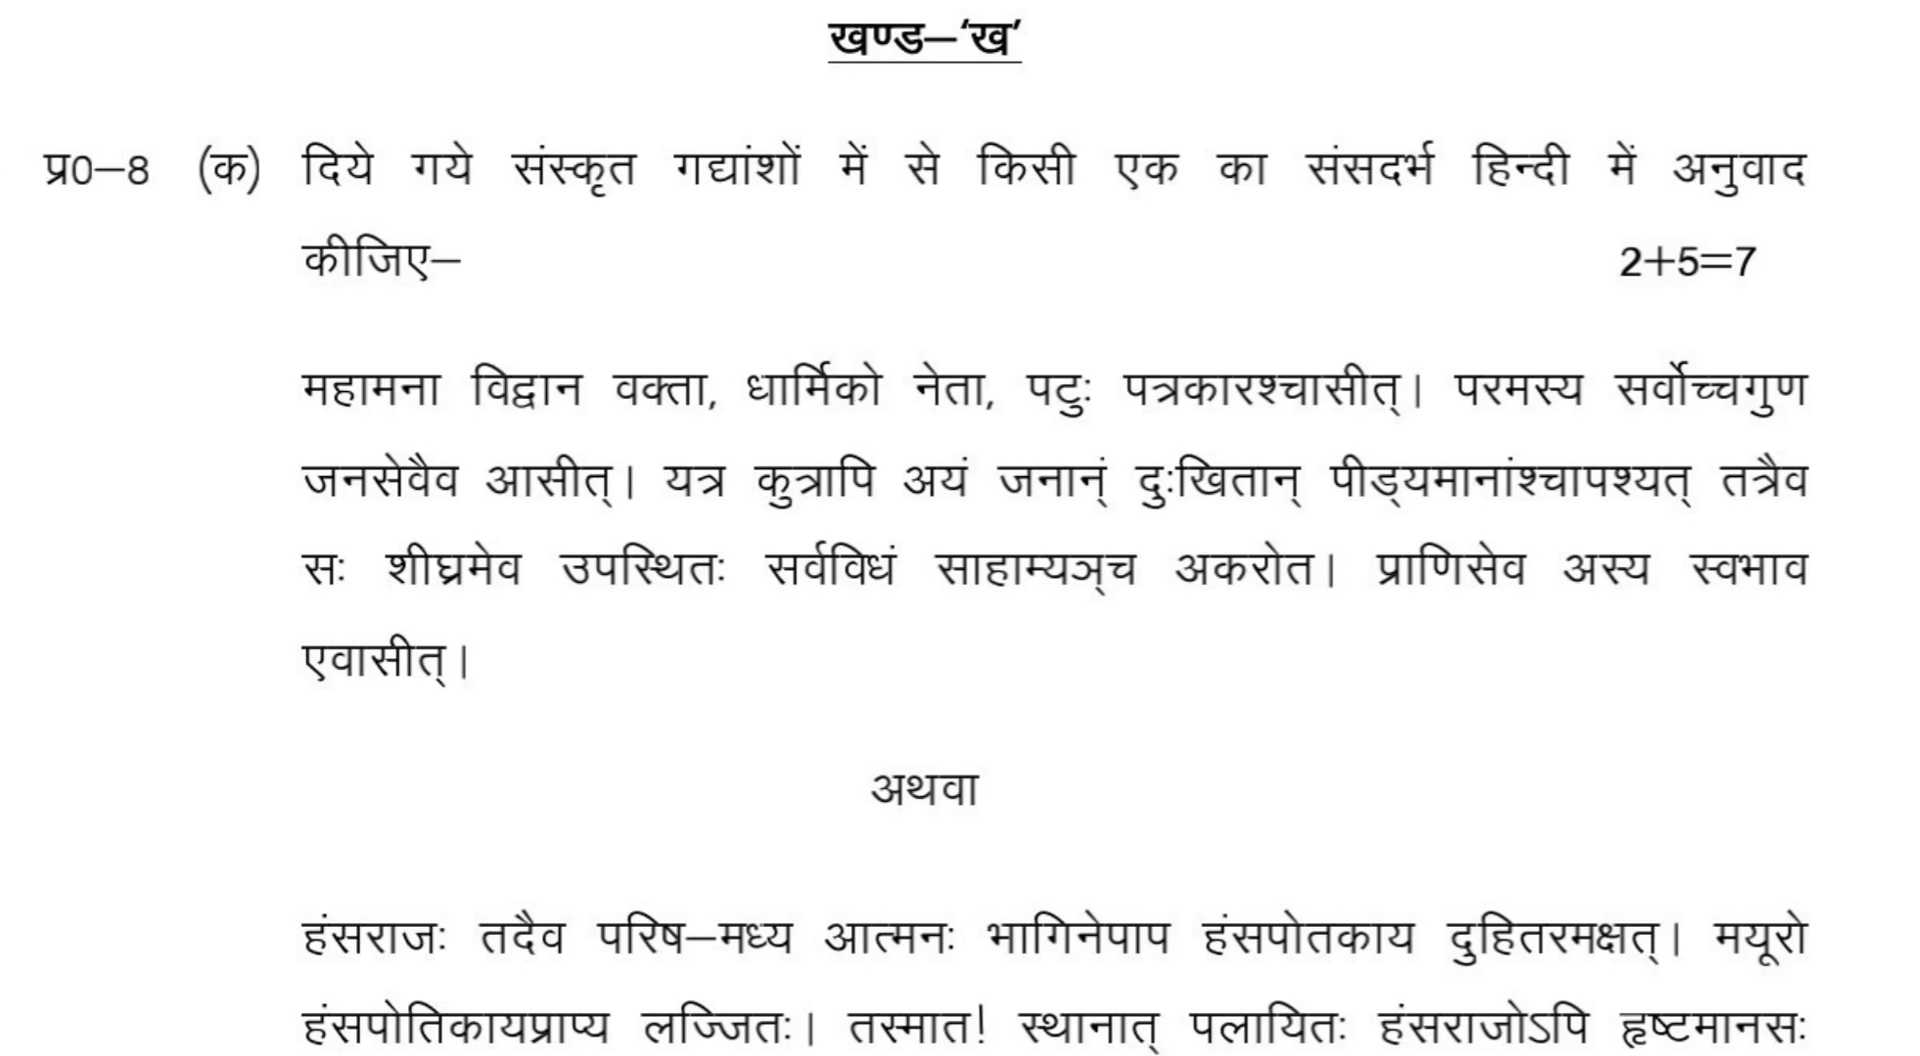 खण्ड–‘ख’
प्र0–8 (क) दिये गये संस्कृत गद्यांशों में से किसी एक का संसदर्भ हिन्दी में अनुवाद
कीजिए– 2+5=7
महामना विद्वान वक्ता, धार्मिको नेता, पटुः पत्रकारश्चासीत्। परमस्य सर्वोच्चगुण
जनसेवैव आसीत्। यत्र कुत्रापि अयं जनान्ं दुःखितान् पीड्यमानांश्चापश्यत् तत्रैव
सः शीघ्रमेव उपस्थितः सर्वविधं साहाम्यञ्च अकरोत। प्राणिसेव अस्य स्वभाव
एवासीत्।
अथवा
हंसराजः तदैव परिष–मध्य आत्मनः भागिनेपाप हंसपोतकाय दुहितरमक्षत्। मयूरो
हंसपोतिकायप्राप्य लज्जितः। तस्मात! स्थानात् पलायितः हंसराजोऽपि हृष्टमानसः